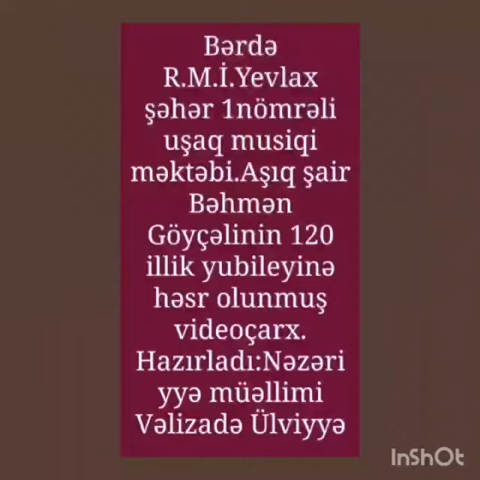 Bərdə
R.M.İ.Yevlax
şəhər 1nömrəli
uşaq musiqi
məktəbi.Aşıq şair
Bəhmən
Göyçəlinin 120
illik yubileyinə
həsr olunmuş
videoçarx.
Hazırladı:Nəzəri
yyə müəllimi
Vəlizadə Ülviyyə
InShOt